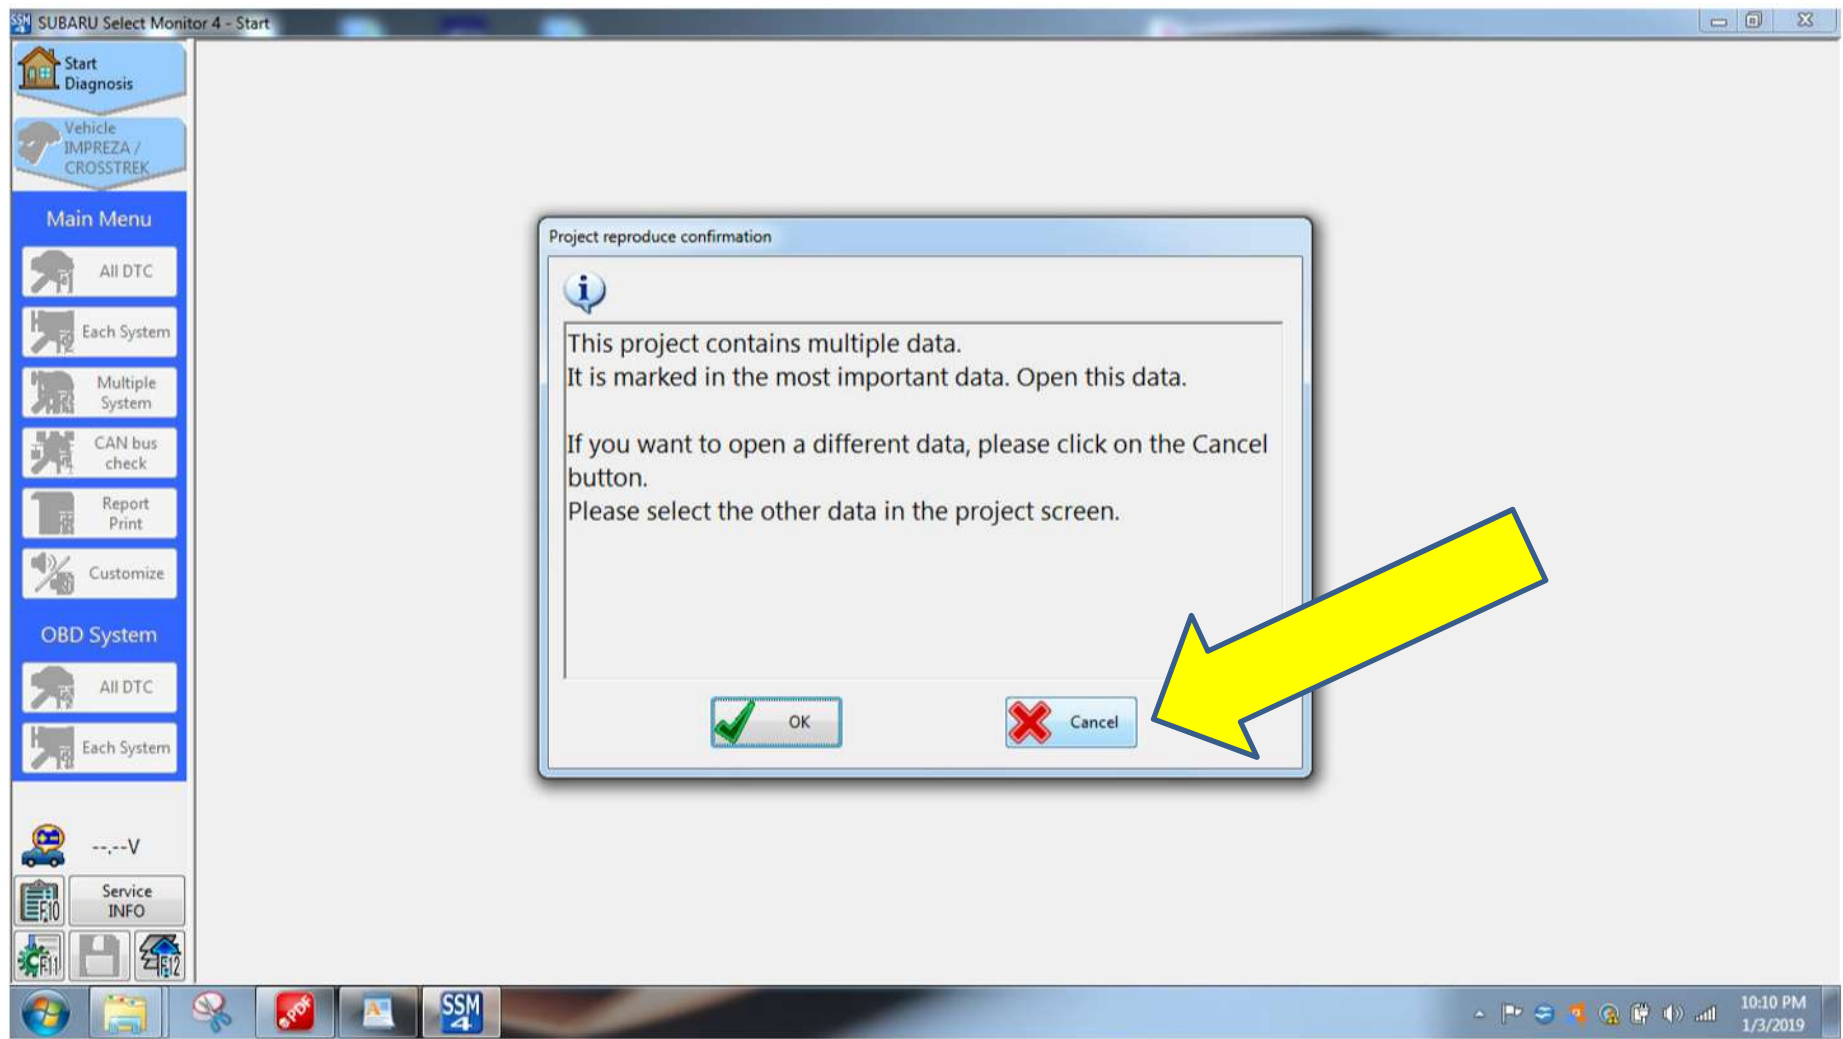 SUBARU Select Monitor 4 - Start
Start
Diagnosis
Vehicle
IMPREZA /
CROSSTREK
Main Menu
All DTC
Each System
Multiple
System
CAN bus
check
Report
Print
Customize
OBD System
All DTC
Each System
--.--V
F10
Service
INFO
F11
F12
Project reproduce confirmation
This project contains multiple data.
It is marked in the most important data. Open this data.
If you want to open a different data, please click on the Cancel
button.
Please select the other data in the project screen.
OK
Cancel
PDF
A
SSM
4
10:10 PM
1/3/2019